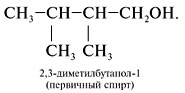 CH₃—CH—CH—CH₂OH.
CH₃ CH₃
2,3-диметилбутанол-1
(первичный спирт)